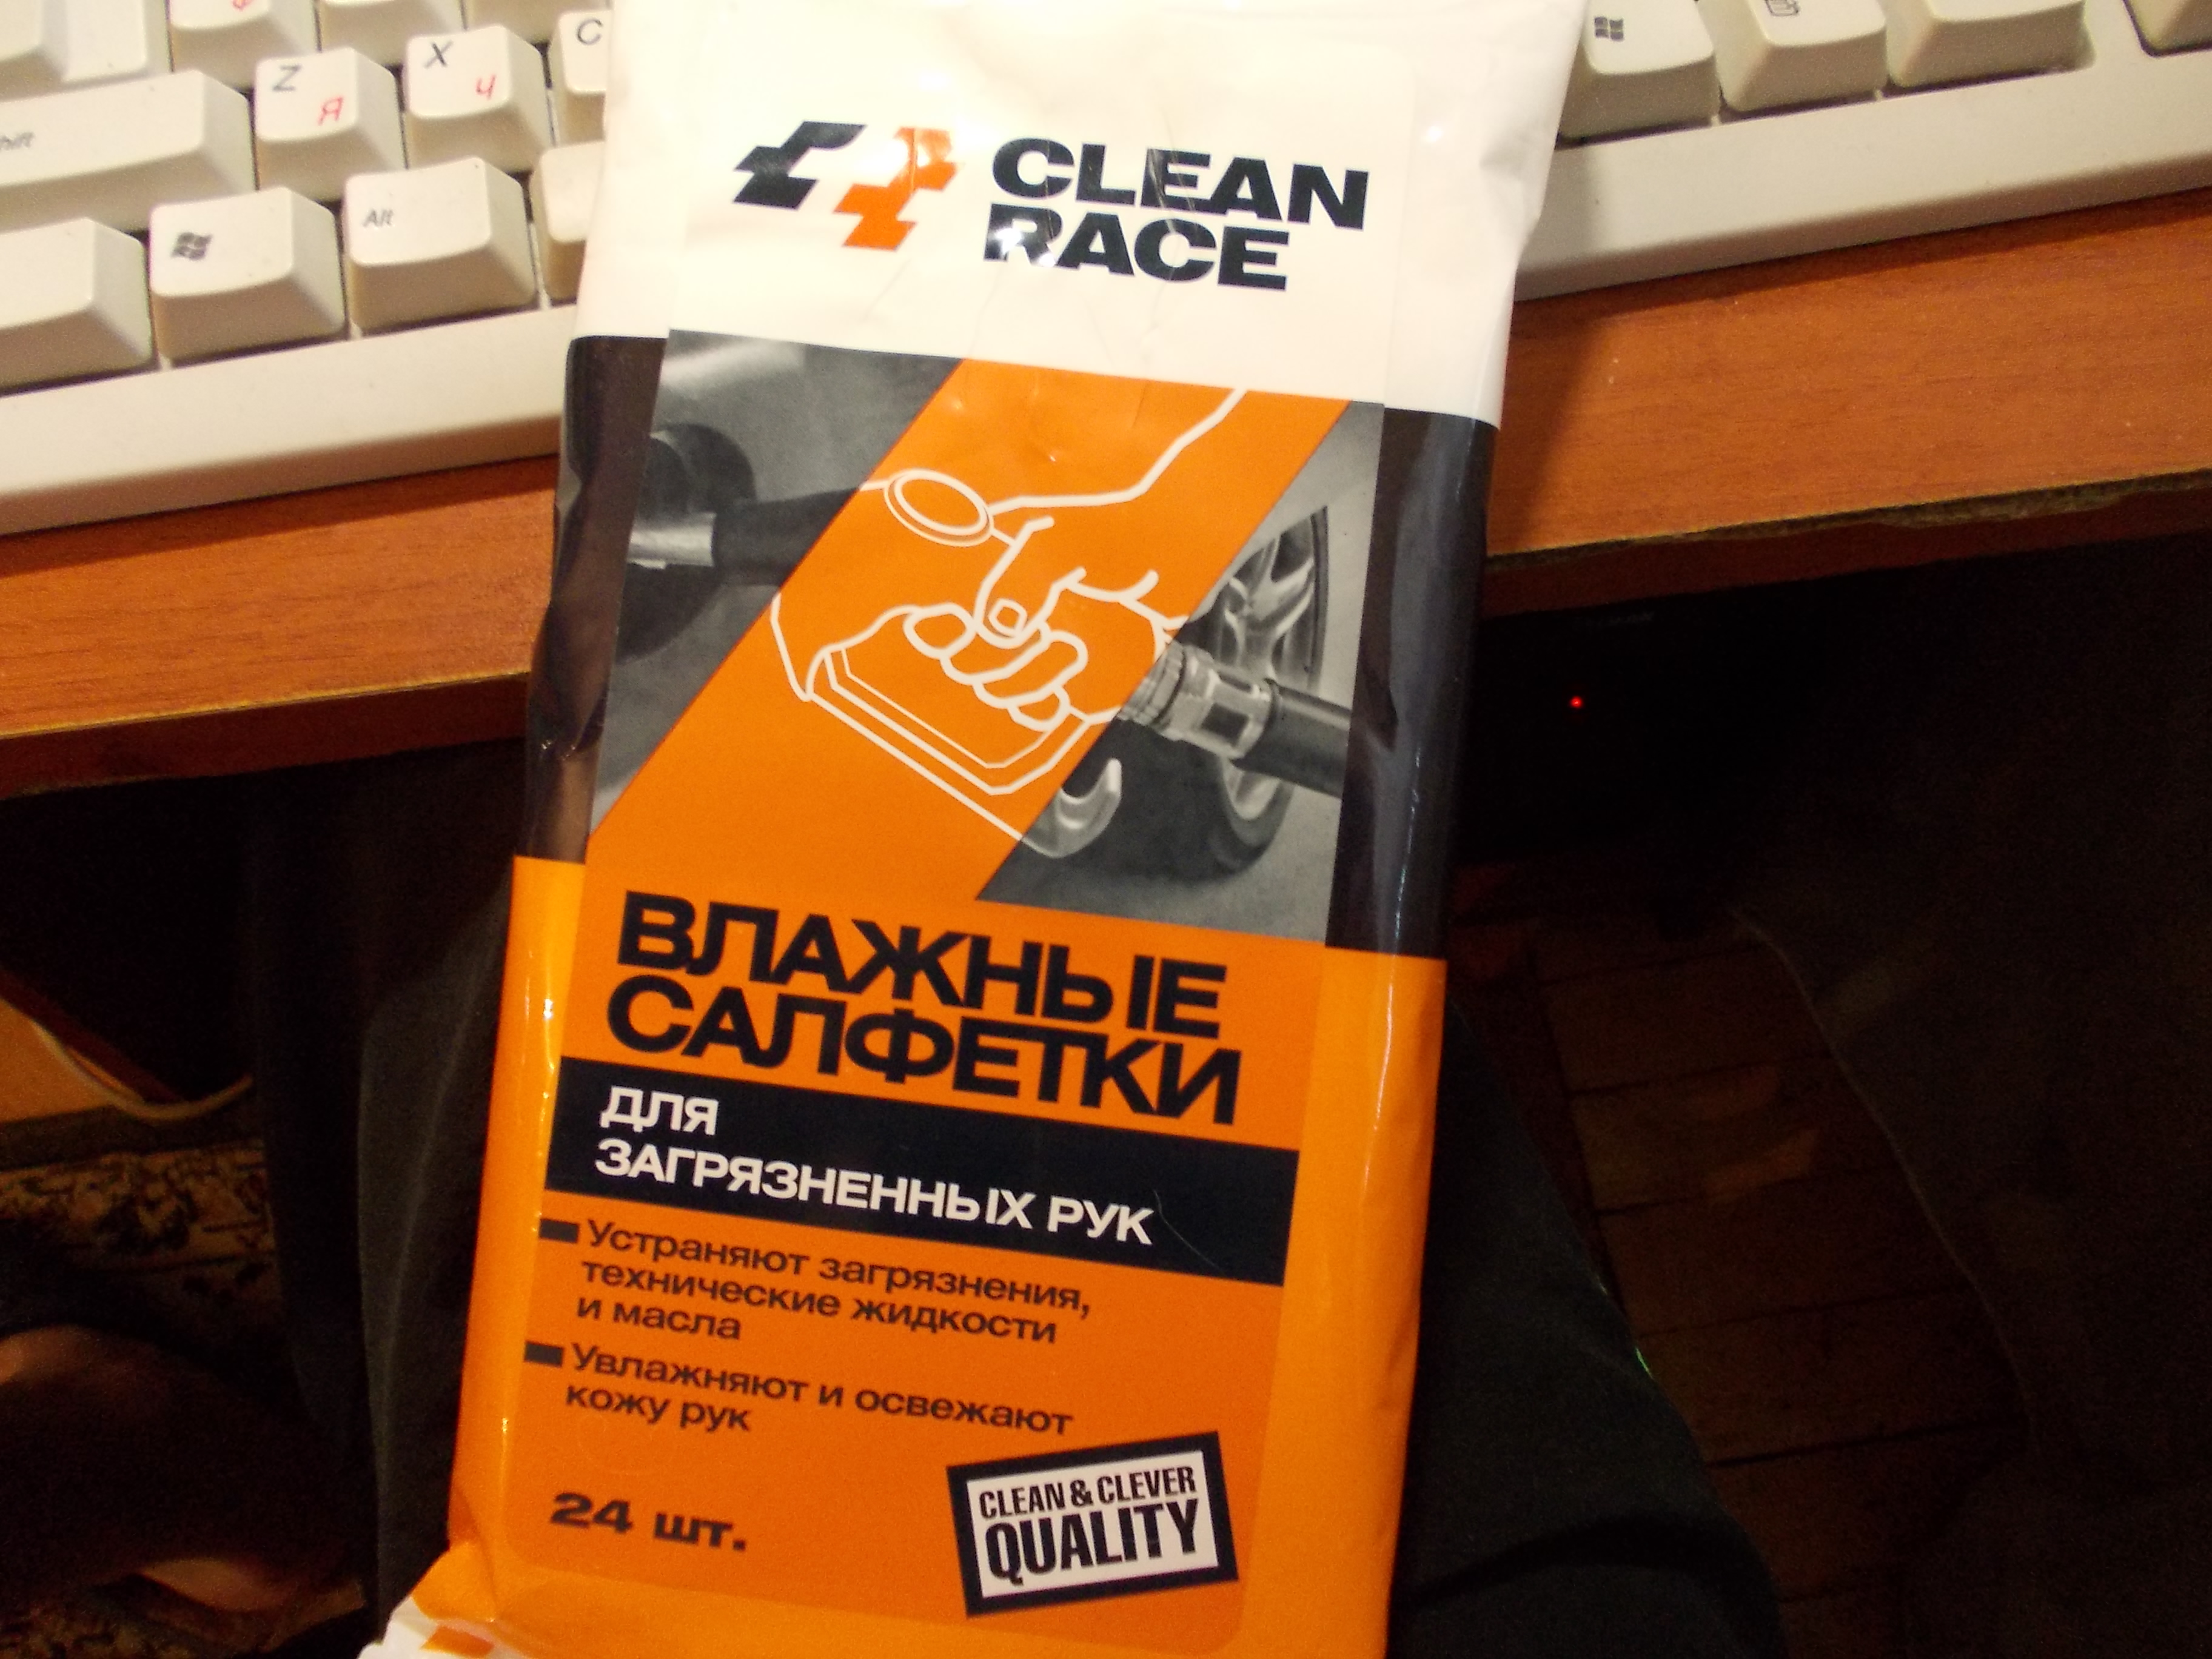 Z Я
X Ч
C
Alt
CLEAN
RACE
ВЛАЖНЫЕ
САЛФЕТКИ
ДЛЯ
ЗАГРЯЗНЕННЫХ РУК
Устраняют загрязнения,
технические жидкости
и масла
Увлажняют и освежают
кожу рук
24 шт.
CLEAN & CLEVER
QUALITY